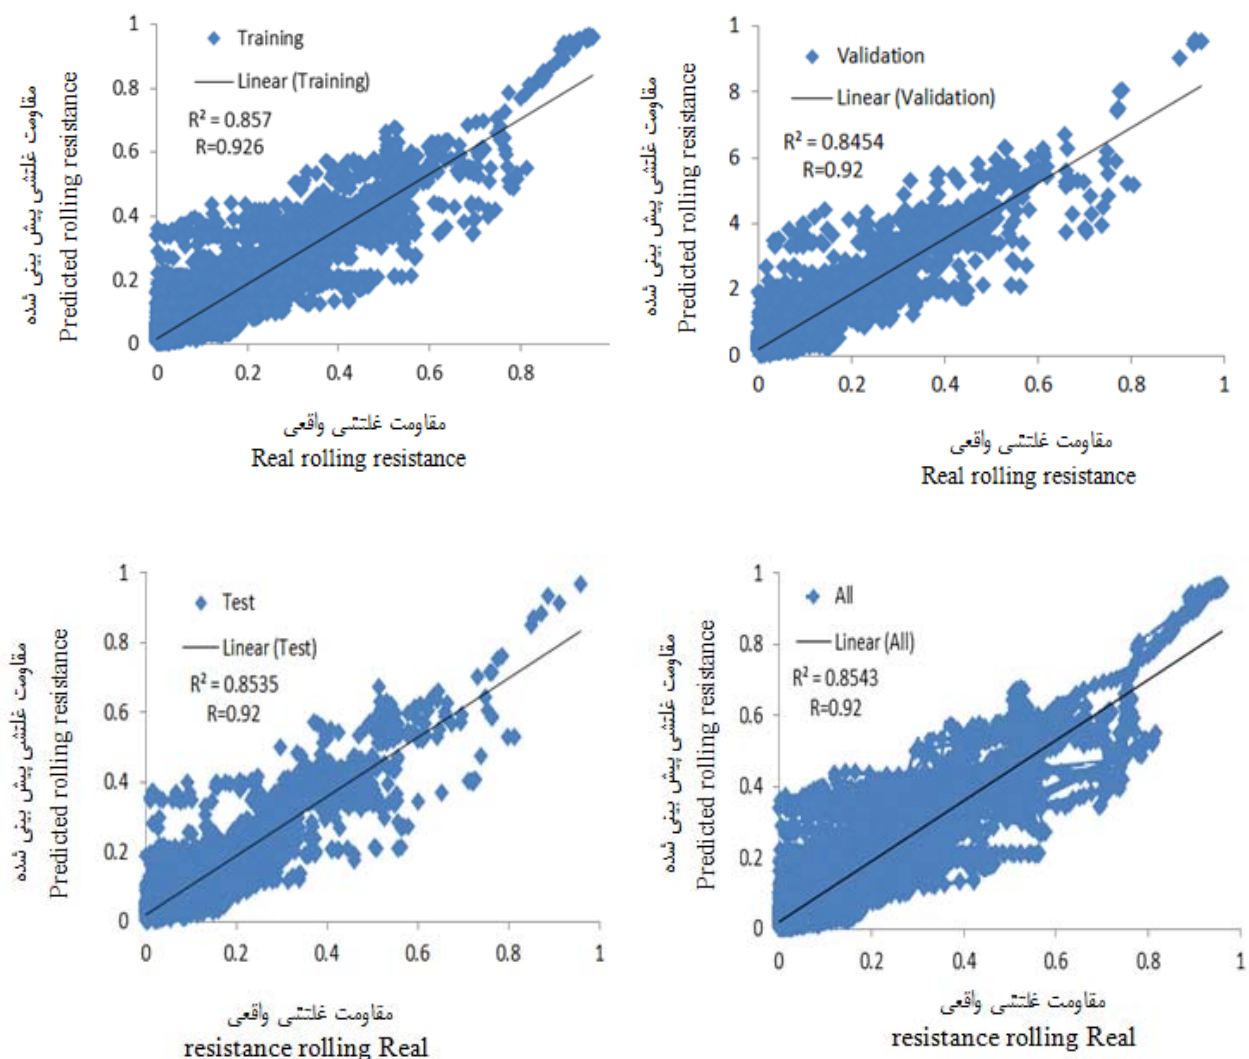 مقاومت غلتشی پیش بینی شده
Predicted rolling resistance
1
0.8
0.6
0.4
0.2
0
Training
Linear (Training)
R² = 0.857
R=0.926
0 0.2 0.4 0.6 0.8
مقاومت غلتشی واقعی
Real rolling resistance
مقاومت غلتشی پیش بینی شده
Predicted rolling resistance
1
8
6
4
2
0
Validation
Linear (Validation)
R² = 0.8454
R=0.92
0 0.2 0.4 0.6 0.8 1
مقاومت غلتشی واقعی
Real rolling resistance
مقاومت غلتشی پیش بینی شده
Predicted rolling resistance
1
0.8
0.6
0.4
0.2
0
Test
Linear (Test)
R² = 0.8535
R=0.92
0 0.2 0.4 0.6 0.8 1
مقاومت غلتشی واقعی
resistance rolling Real
مقاومت غلتشی پیش بینی شده
Predicted rolling resistance
1
0.8
0.6
0.4
0.2
0
All
Linear (All)
R² = 0.8543
R=0.92
0 0.2 0.4 0.6 0.8 1
مقاومت غلتشی واقعی
resistance rolling Real